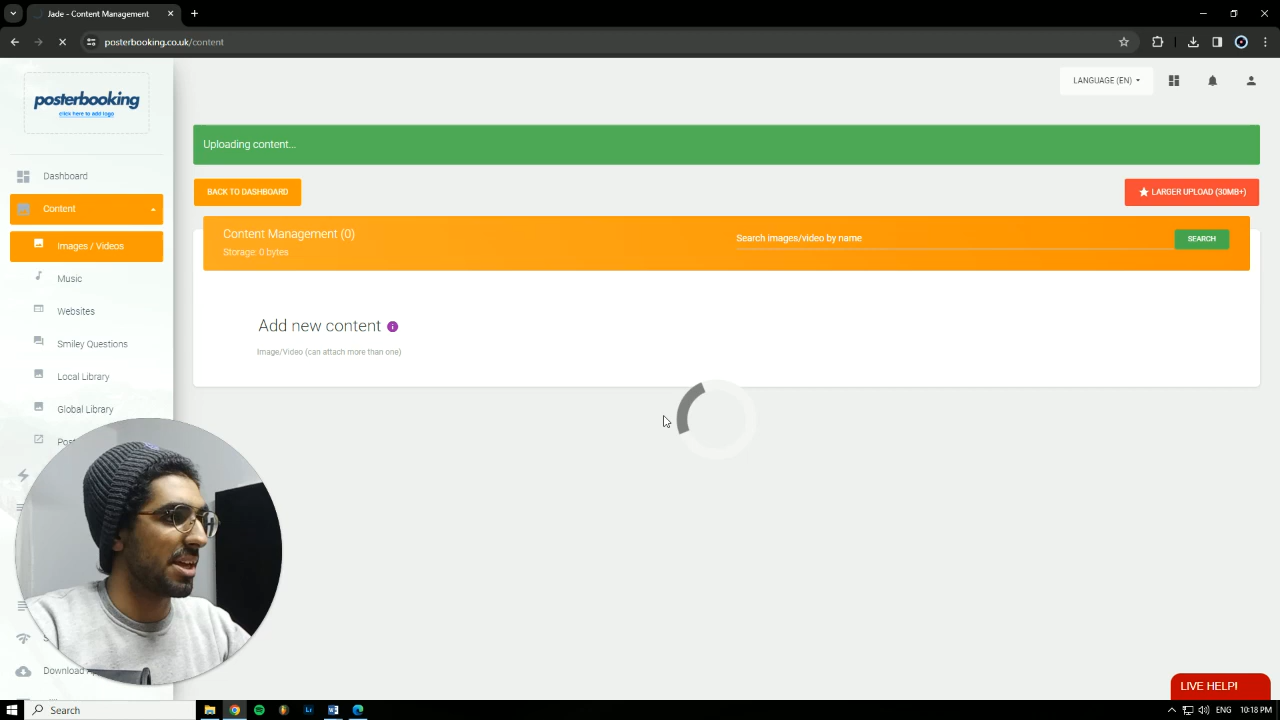 Jade - Content Management
posterbooking.co.uk/content
posterbooking
click here to add logo
LANGUAGE (EN)
Uploading content...
Dashboard
BACK TO DASHBOARD
LARGER UPLOAD (30MB+)
Content
Content Management (0)
Storage: 0 bytes
Search images/video by name
SEARCH
Images / Videos
Music
Websites
Smiley Questions
Local Library
Global Library
Add new content
Image/Video (can attach more than one)
Download
LIVE HELP!
Search
ENG
10:18 PM